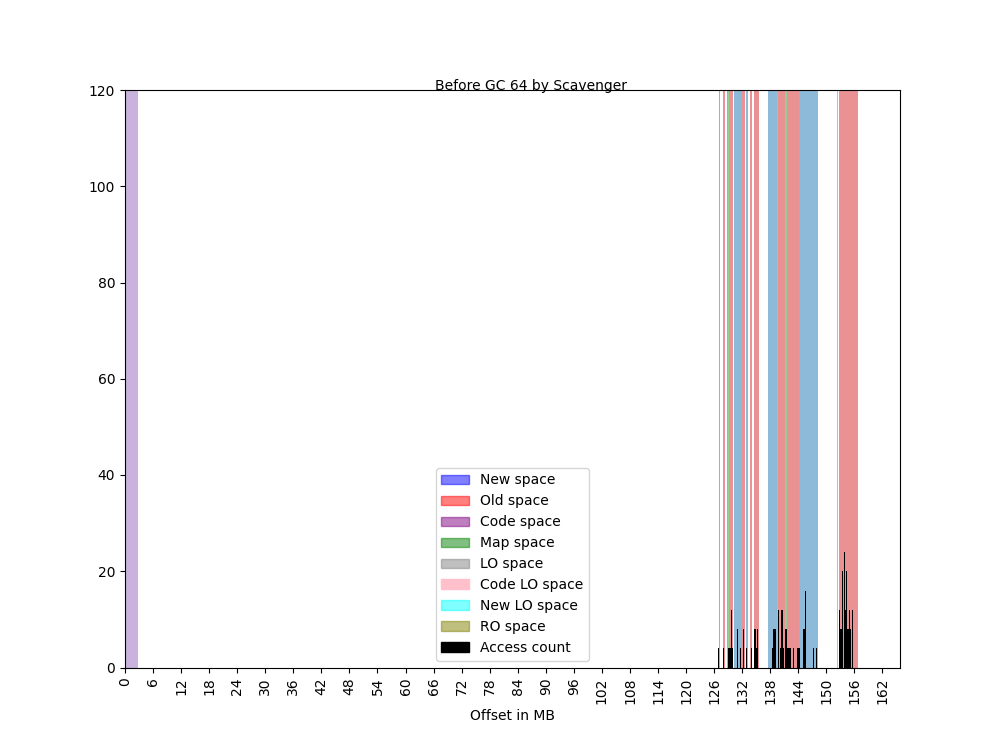 Before GC 64 by Scavenger
120
100
80
60
40
20
0
New space
Old space
Code space
Map space
LO space
Code LO space
New LO space
RO space
Access count
0 6 12 18 24 30 36 42 48 54 60 66 72 78 84 90 96 102 108 114 120 126 132 138 144 150 156 162
Offset in MB